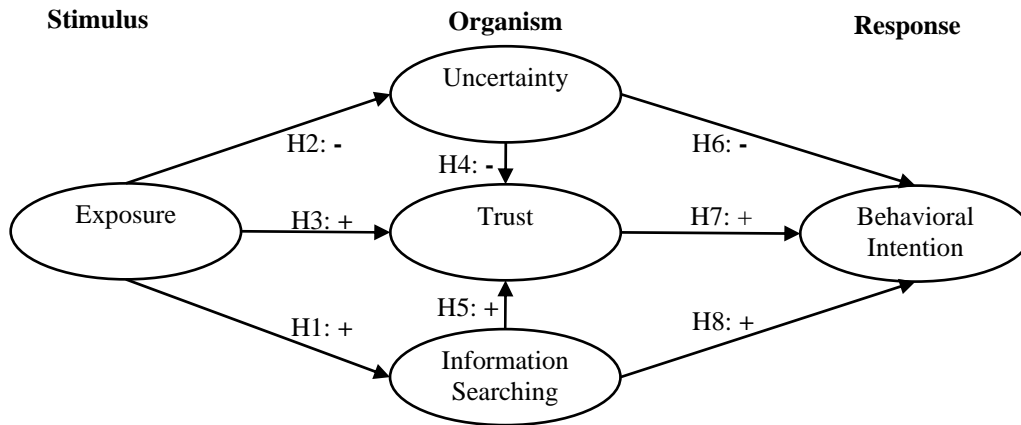 Stimulus
Organism
Response
Uncertainty
H2: -
H6: -
H4: -
Exposure
H3: +
Trust
H7: +
Behavioral
Intention
H5: +
H1: +
H8: +
Information
Searching